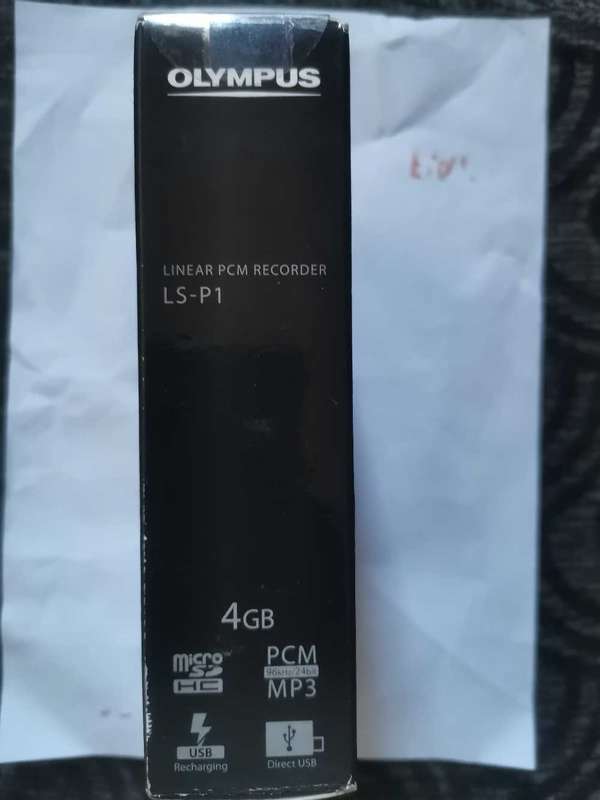 OLYMPUS
LINEAR PCM RECORDER
LS-P1
4GB
micro
SD
HC
PCM
96kHz/24bit
MP3
USB
Recharging
Direct USB